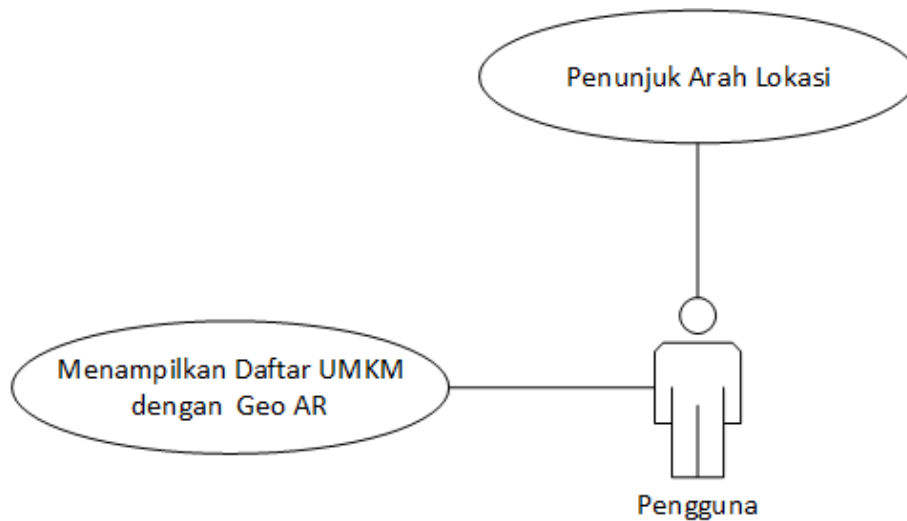 Penunjuk Arah Lokasi
Menampilkan Daftar UMKM
dengan  Geo AR
Pengguna